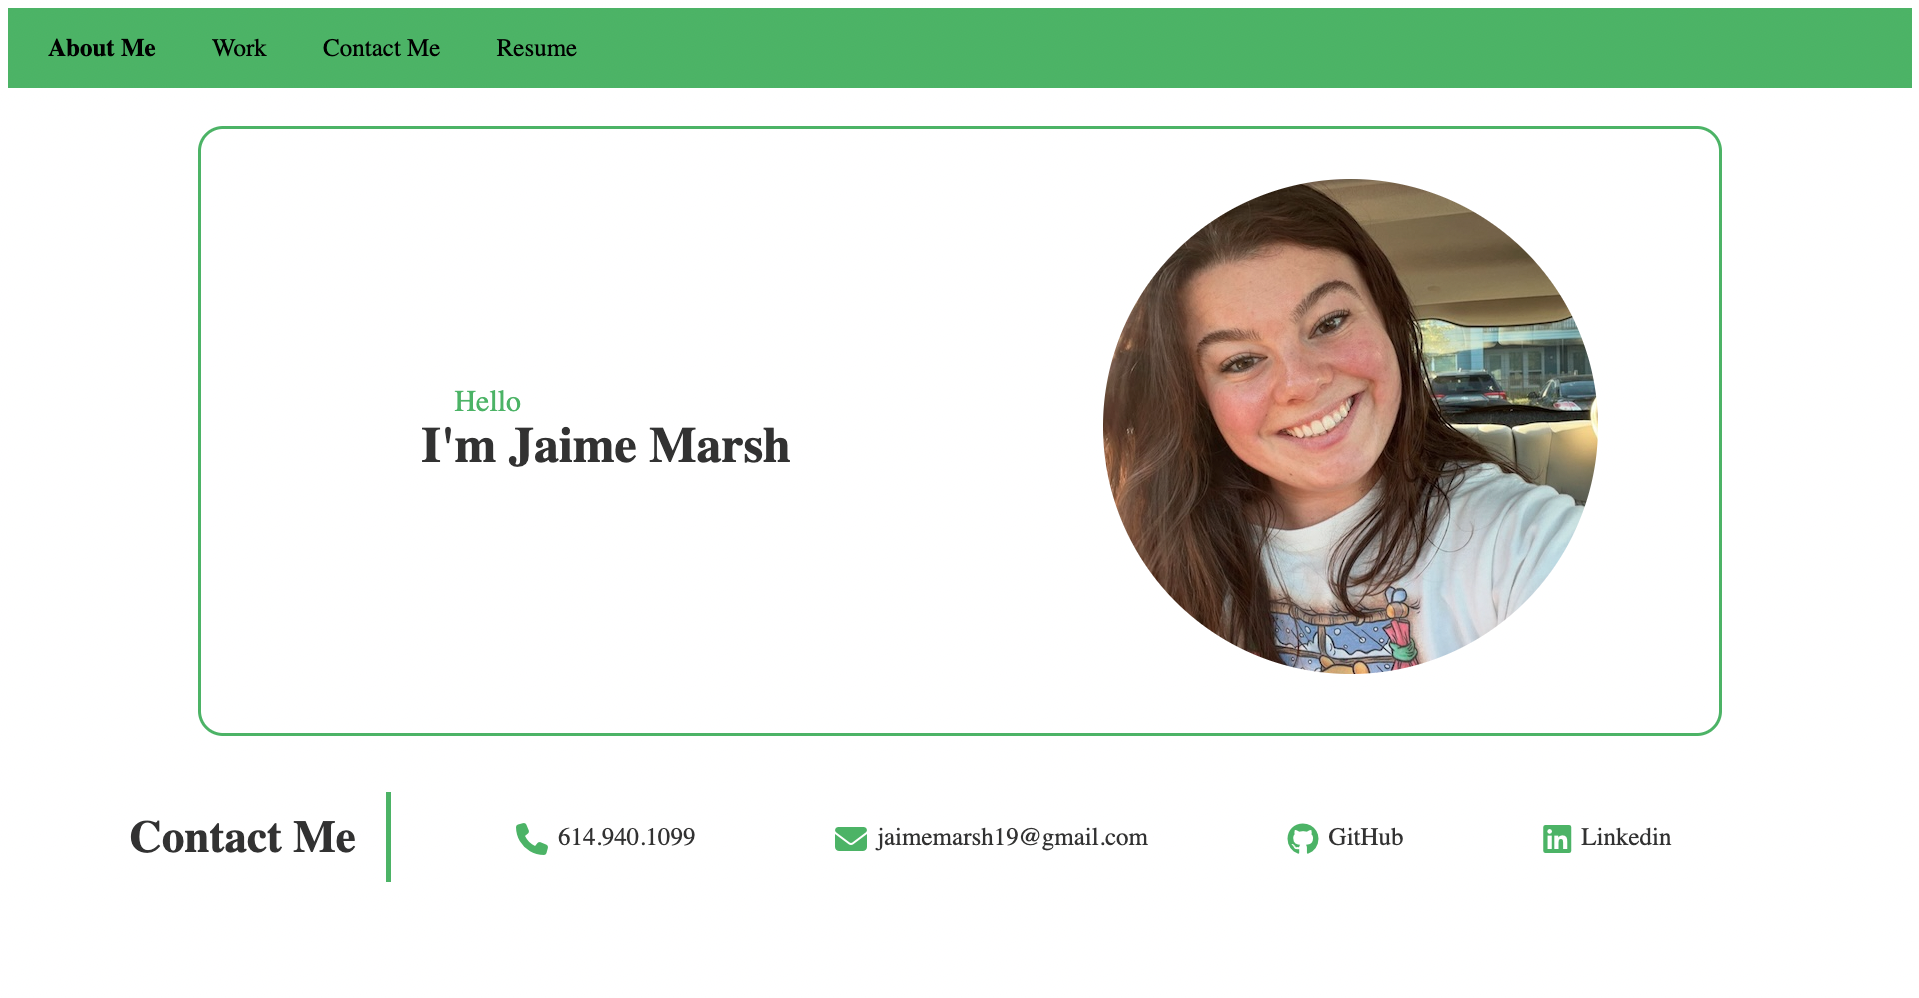 About Me Work Contact Me Resume
Hello
I'm Jaime Marsh
Contact Me 614.940.1099 jaimemarsh19@gmail.com GitHub Linkedin